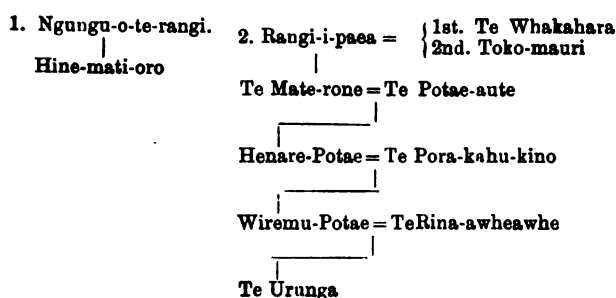 1. Ngungu-o-te-rangi.
Hine-mati-oro
2. Rangi-i-paea = { 1st. Te Whakahara
2nd. Toko-mauri
Te Mate-rone = Te Potae-aute
Henare-Potae = Te Pora-kahu-kino
Wiremu-Potae = TeRina-awheawhe
Te Urunga